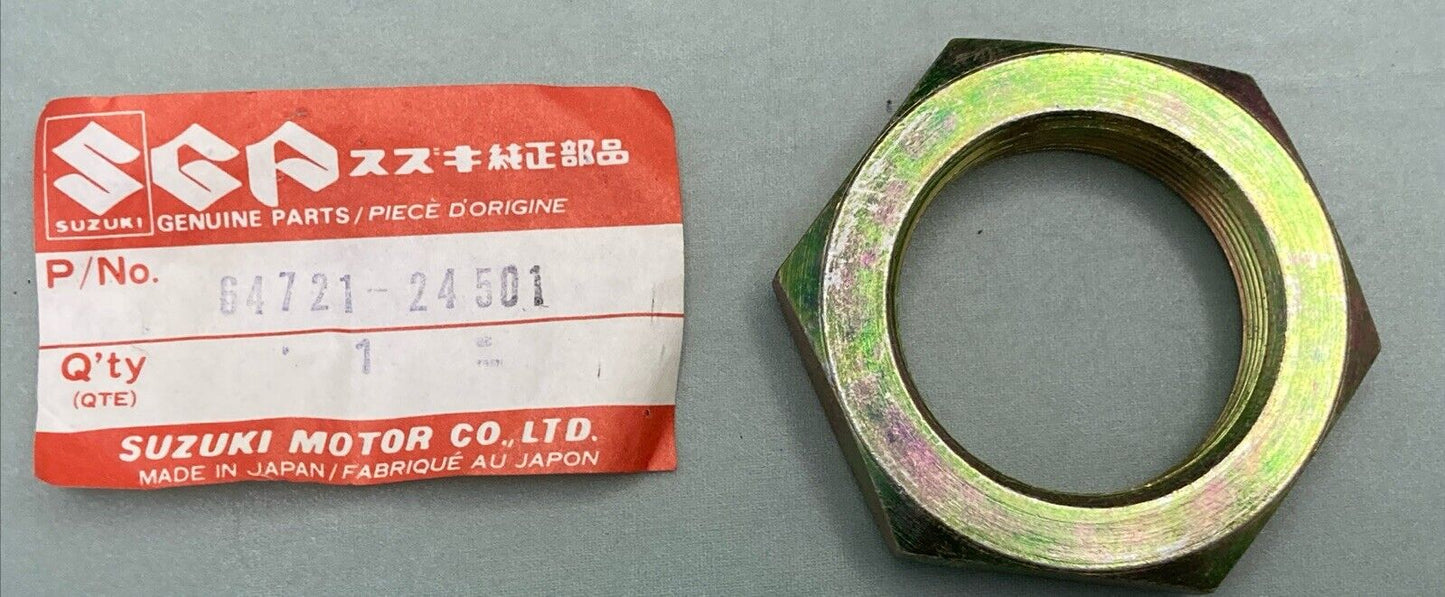 SGP スズキ純正部品
SUZUKI GENUINE PARTS / PIECE D'ORIGINE
P/No. 64721-24501
Q'ty 1
(QTE)
SUZUKI MOTOR CO., LTD.
MADE IN JAPAN / FABRIQUÉ AU JAPON